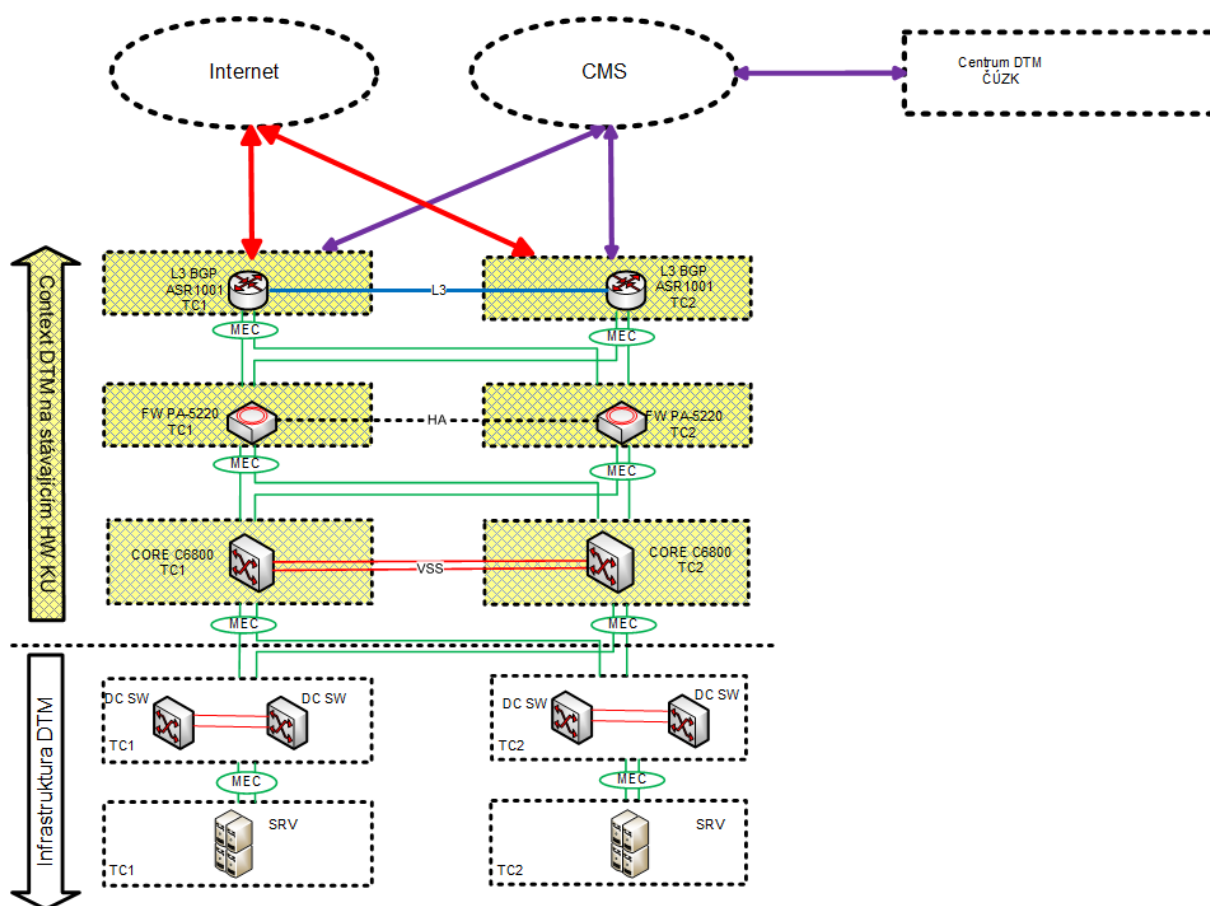 Internet
CMS
Centrum DTM
ČÚZK
Context DTM na stávajícím HW KÚ
L3 BGP
ASR1001
TC1
L3
L3 BGP
ASR1001
TC2
MEC
MEC
FW PA-5220
TC1
HA
FW PA-5220
TC2
MEC
MEC
CORE C6800
TC1
VSS
CORE C6800
TC2
MEC
MEC
Infrastruktura DTM
DC SW
DC SW
TC1
DC SW
DC SW
TC2
MEC
MEC
SRV
TC1
SRV
TC2